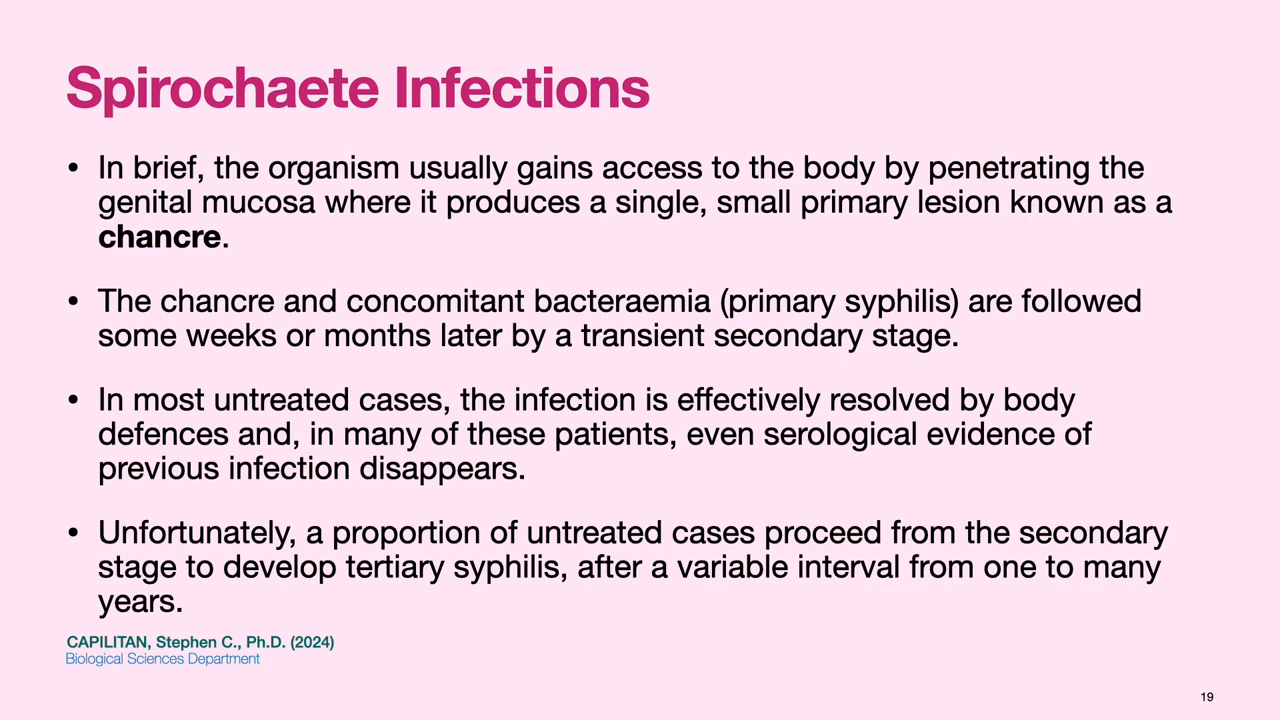 Spirochaete Infections
• In brief, the organism usually gains access to the body by penetrating the
genital mucosa where it produces a single, small primary lesion known as a
chancre.
• The chancre and concomitant bacteraemia (primary syphilis) are followed
some weeks or months later by a transient secondary stage.
• In most untreated cases, the infection is effectively resolved by body
defences and, in many of these patients, even serological evidence of
previous infection disappears.
• Unfortunately, a proportion of untreated cases proceed from the secondary
stage to develop tertiary syphilis, after a variable interval from one to many
years.
CAPILITAN, Stephen C., Ph.D. (2024)
Biological Sciences Department
19